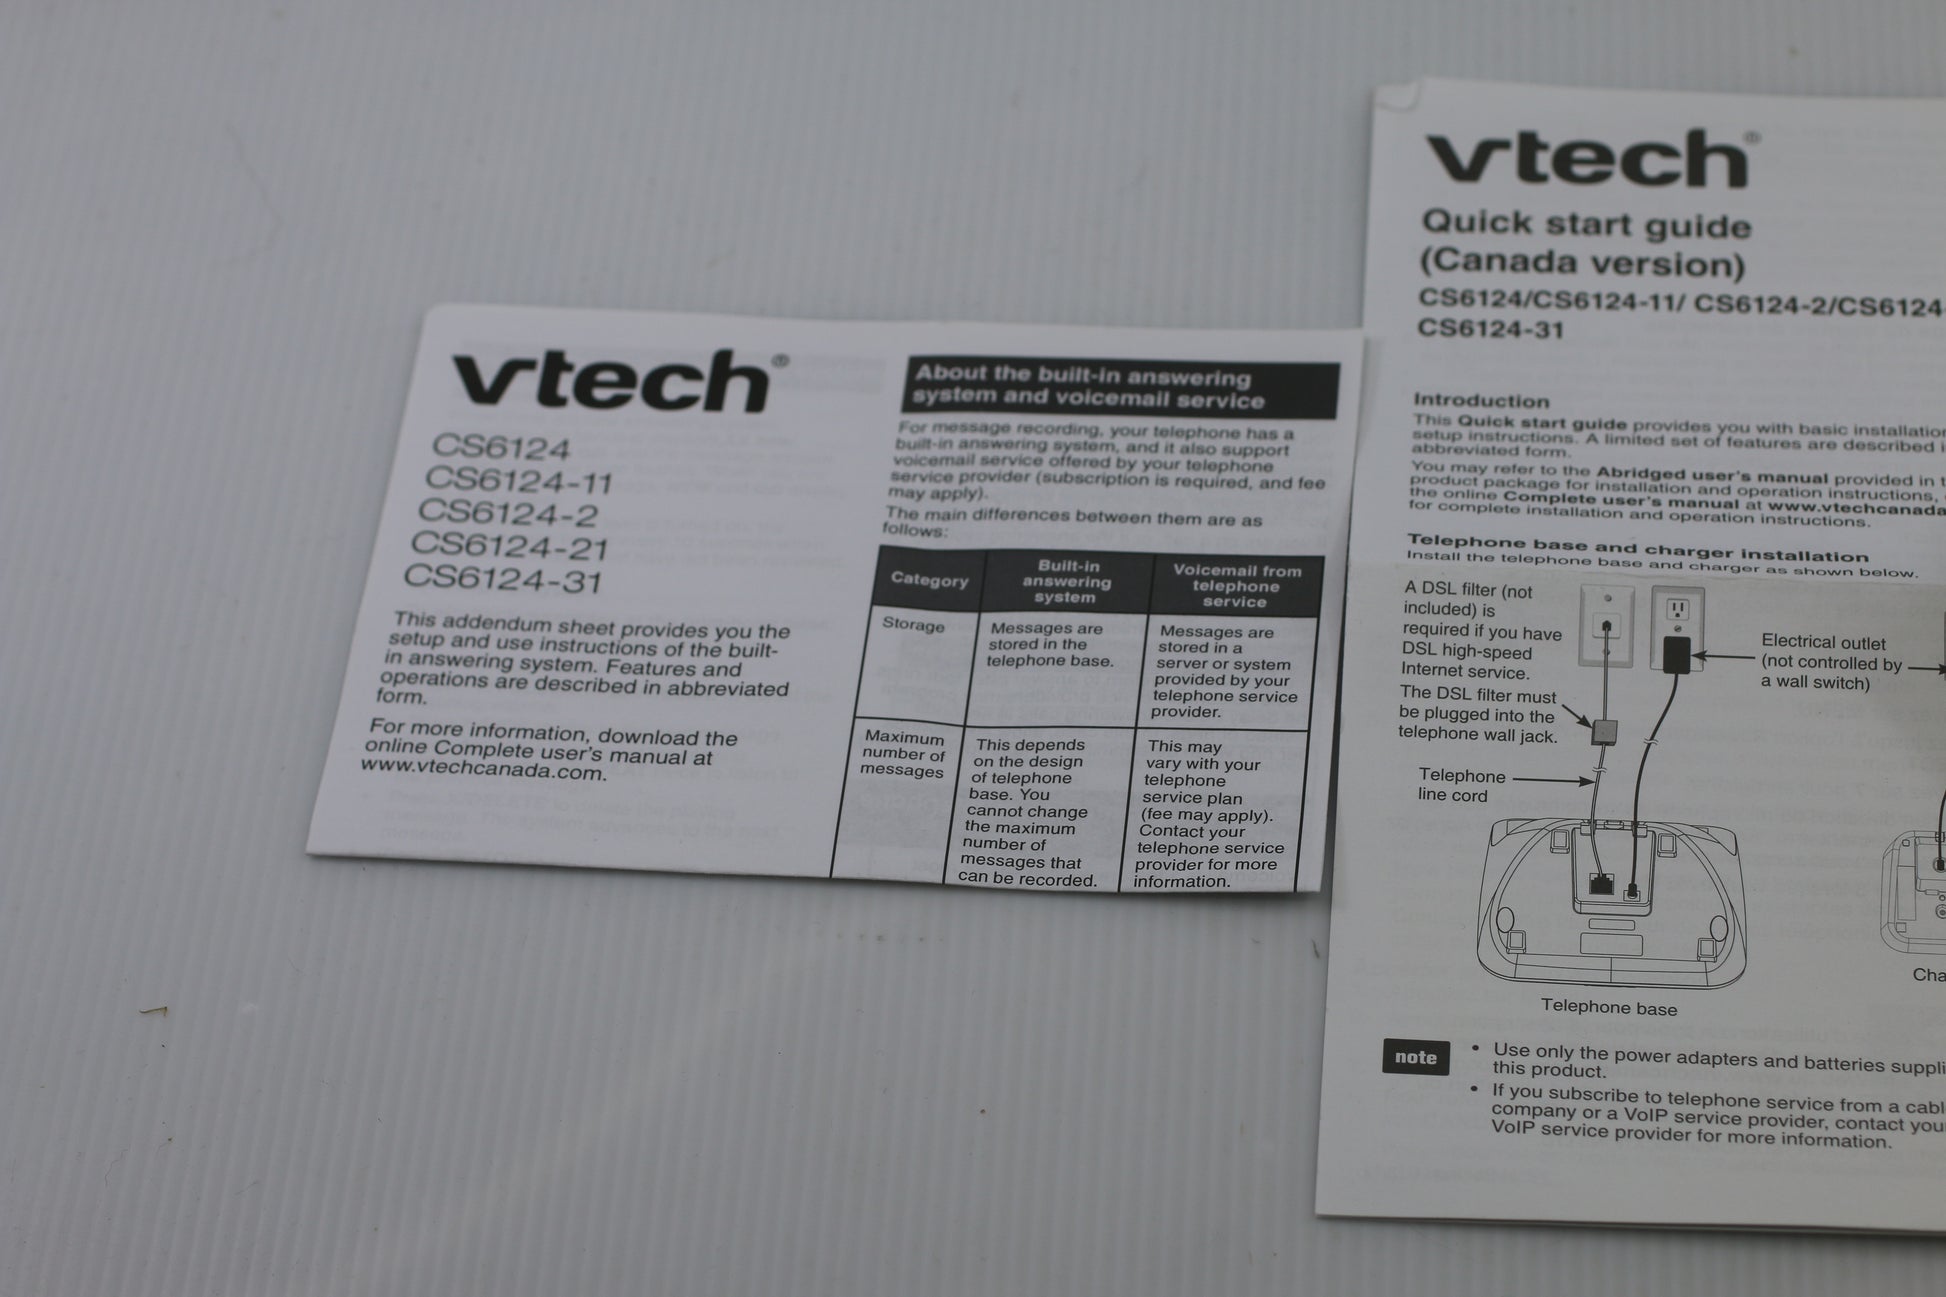 vtech®
CS6124
CS6124-11
CS6124-2
CS6124-21
CS6124-31
This addendum sheet provides you the
setup and use instructions of the built-
in answering system. Features and
operations are described in abbreviated
form.
For more information, download the
online Complete user's manual at
www.vtechcanada.com.
About the built-in answering
system and voicemail service
For message recording, your telephone has a
built-in answering system, and it also support
voicemail service offered by your telephone
service provider (subscription is required, and fee
may apply).
The main differences between them are as
follows:
Category
Built-in
answering
system
Voicemail from
telephone
service
Storage
Messages are
stored in the
telephone base.
Messages are
stored in a
server or system
provided by your
telephone service
provider.
Maximum
number of
messages
This depends
on the design
of telephone
base. You
cannot change
the maximum
number of
messages that
can be recorded.
This may
vary with your
telephone
service plan
(fee may apply).
Contact your
telephone service
provider for more
information.
vtech®
Quick start guide
(Canada version)
CS6124/CS6124-11/ CS6124-2/CS6124-
CS6124-31
Introduction
This Quick start guide provides you with basic installation
setup instructions. A limited set of features are described i
abbreviated form.
You may refer to the Abridged user's manual provided in t
product package for installation and operation instructions,
the online Complete user's manual at www.vtechcanada
for complete installation and operation instructions.
Telephone base and charger installation
Install the telephone base and charger as shown below.
A DSL filter (not
included) is
required if you have
DSL high-speed
Internet service.
The DSL filter must
be plugged into the
telephone wall jack.
Electrical outlet
(not controlled by
a wall switch)
Telephone
line cord
Telephone base
Cha
note
• Use only the power adapters and batteries suppli
this product.
• If you subscribe to telephone service from a cabl
company or a VoIP service provider, contact you
VoIP service provider for more information.